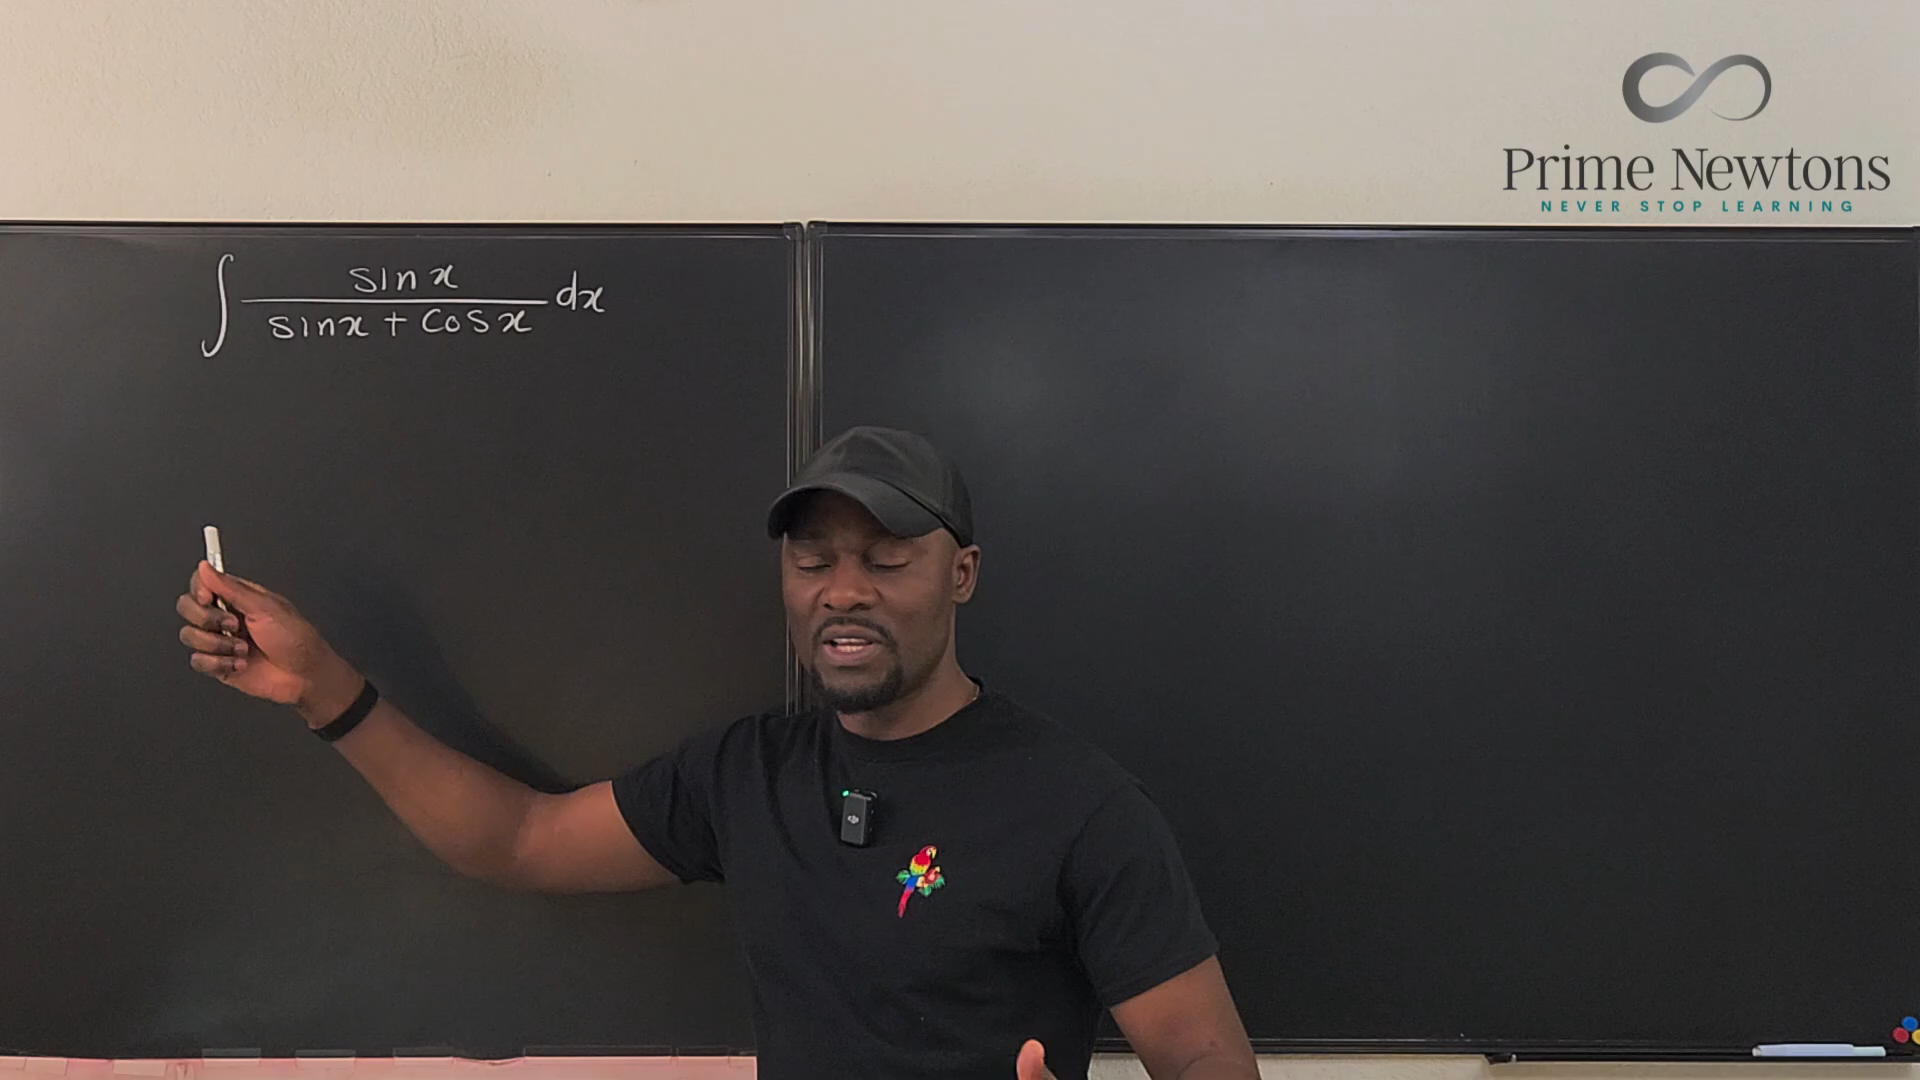 Prime Newtons
NEVER STOP LEARNING
∫ sin x / (sin x + cos x) dx